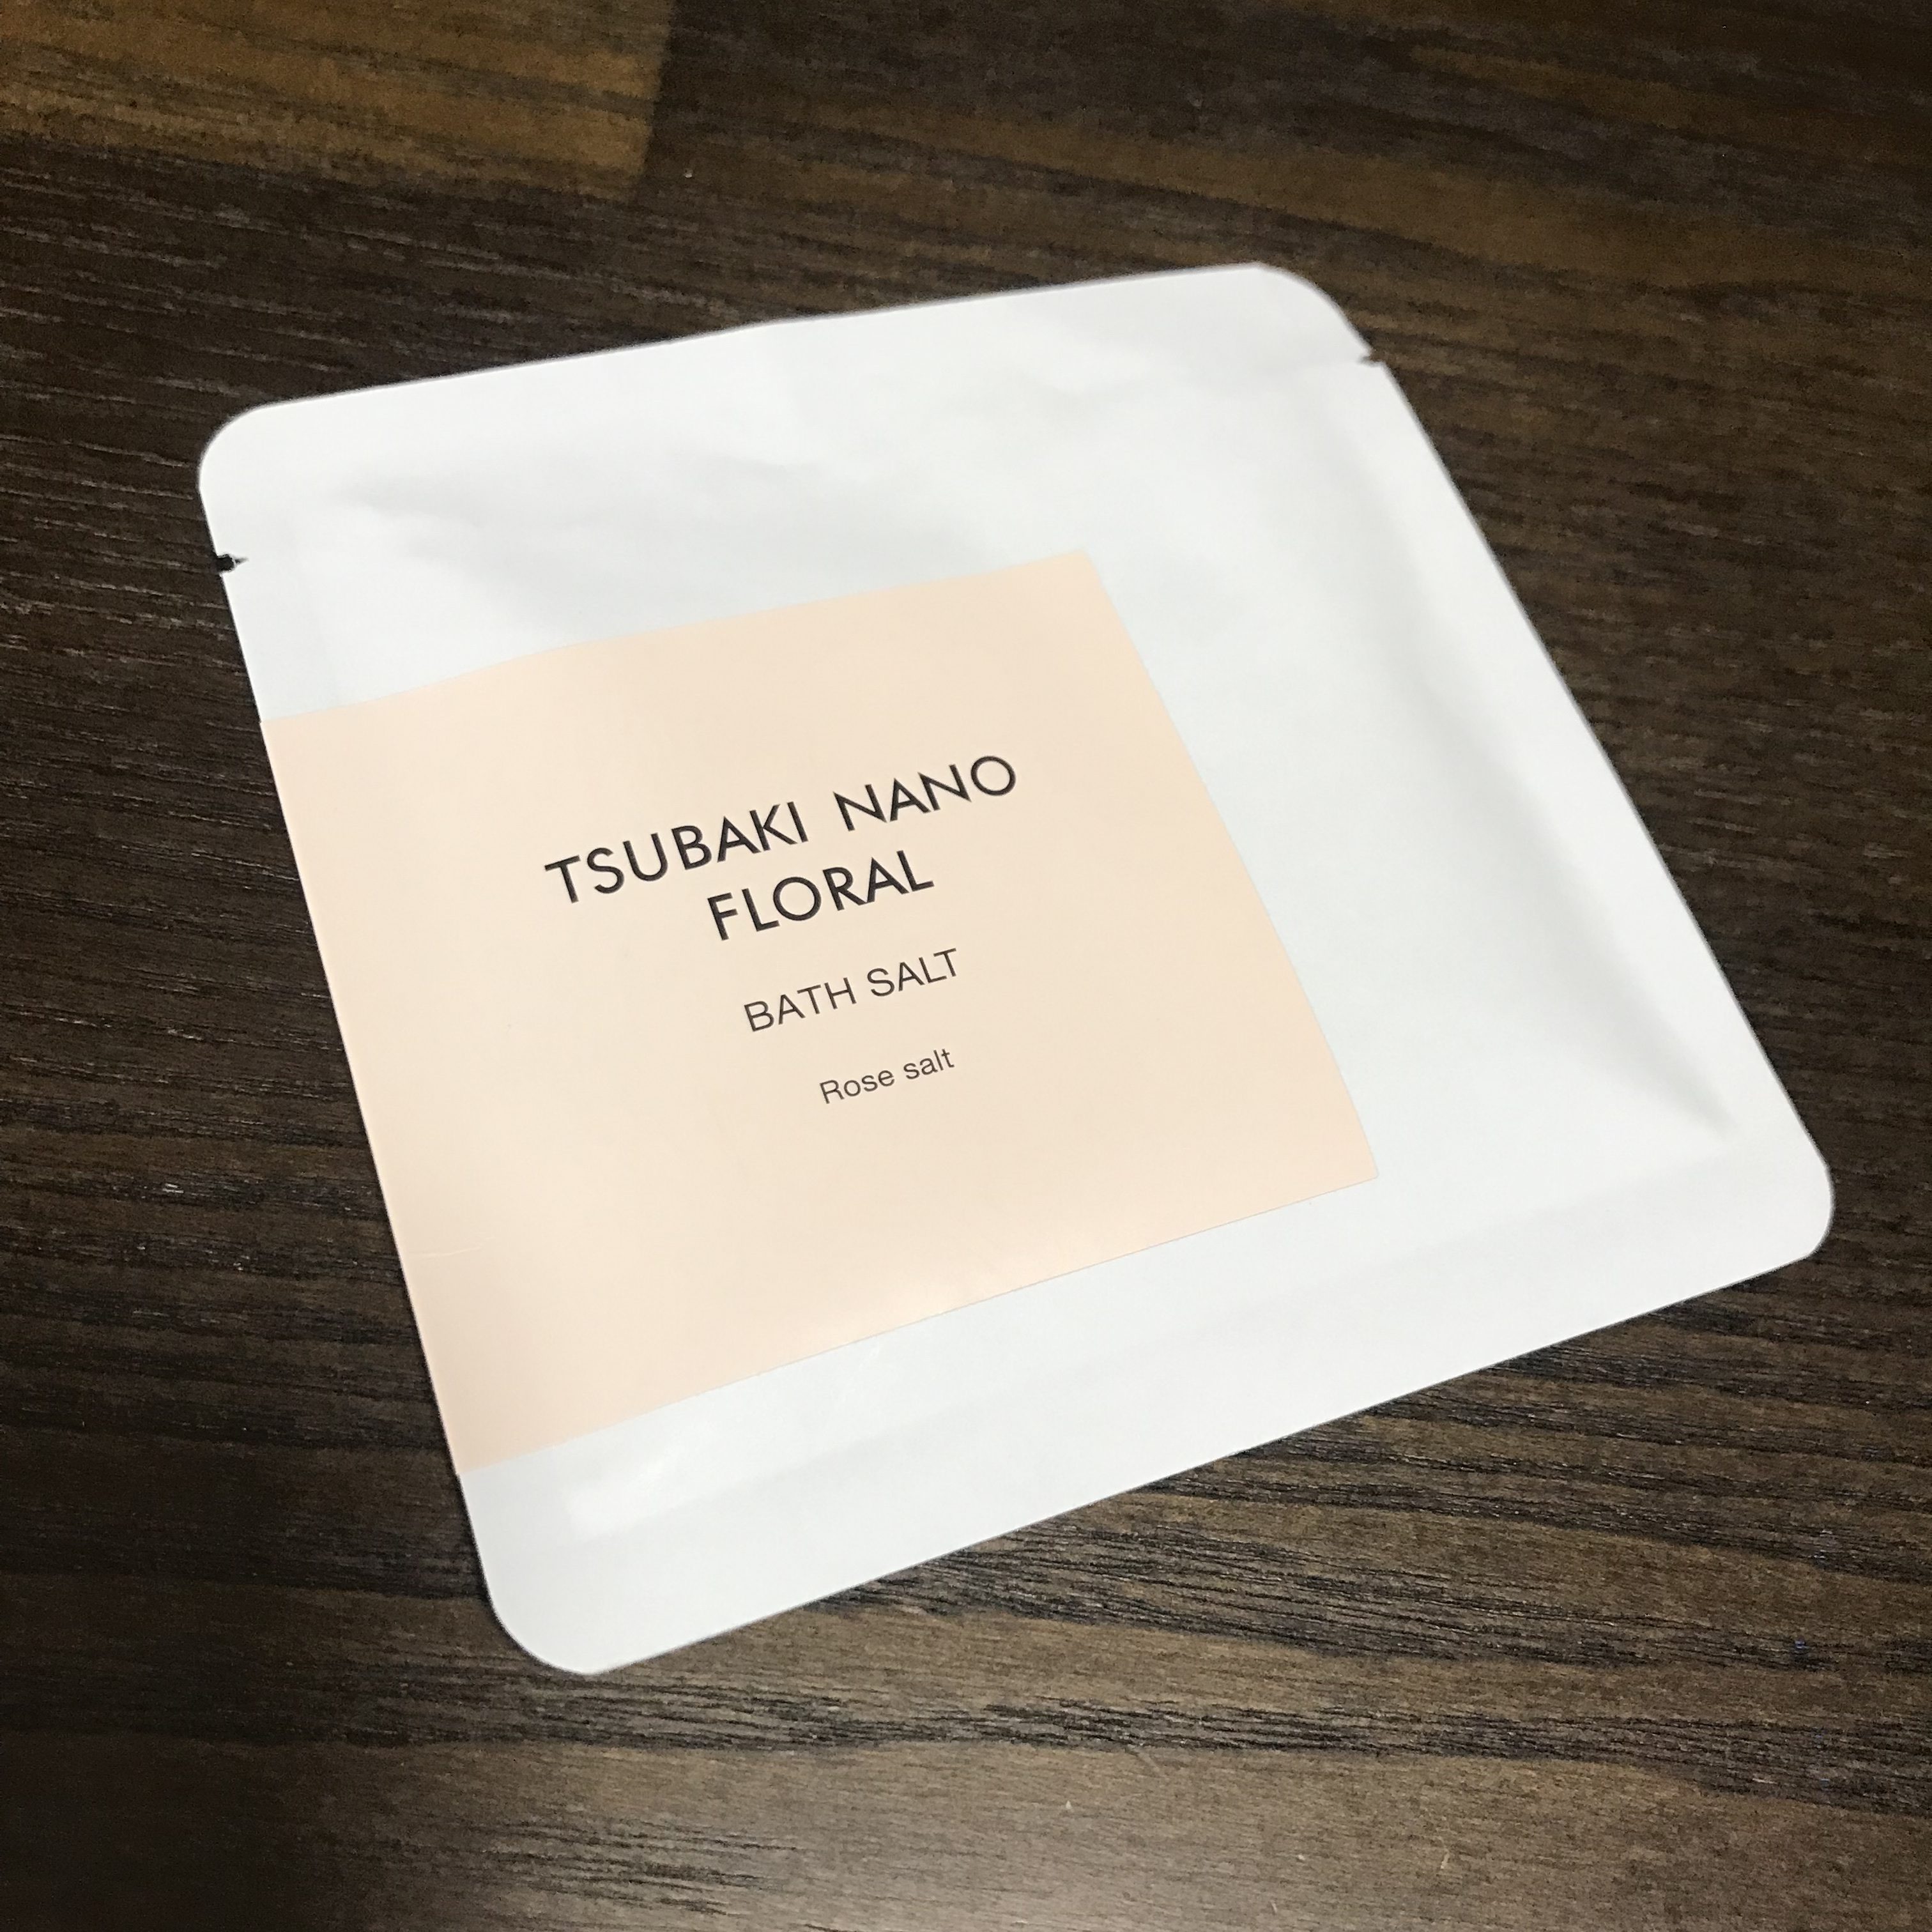 TSUBAKI NANO
FLORAL
BATH SALT
Rose salt